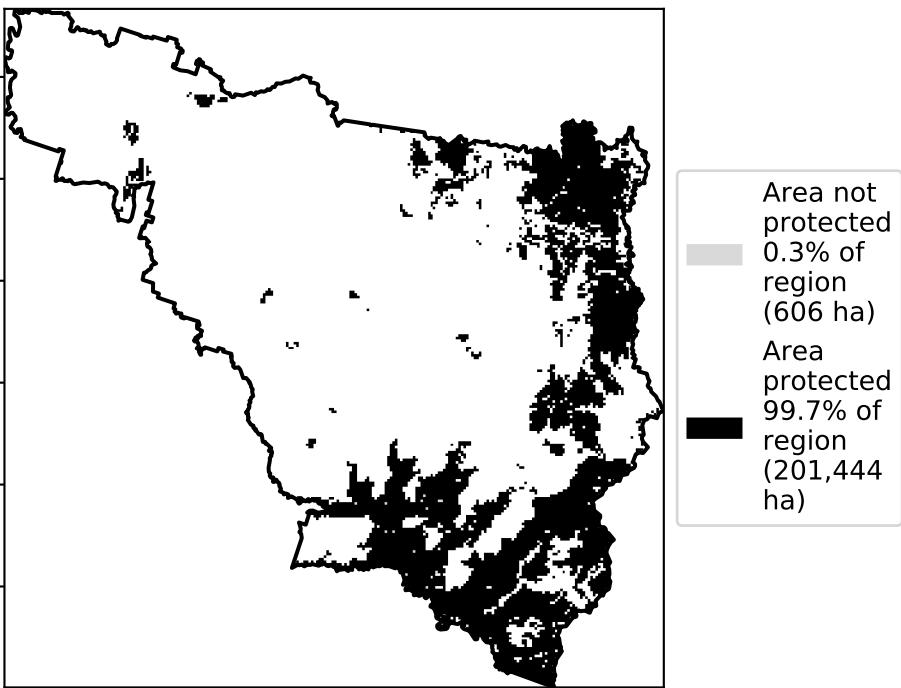 Area not
protected
0.3% of
region
(606 ha)
Area
protected
99.7% of
region
(201,444
ha)